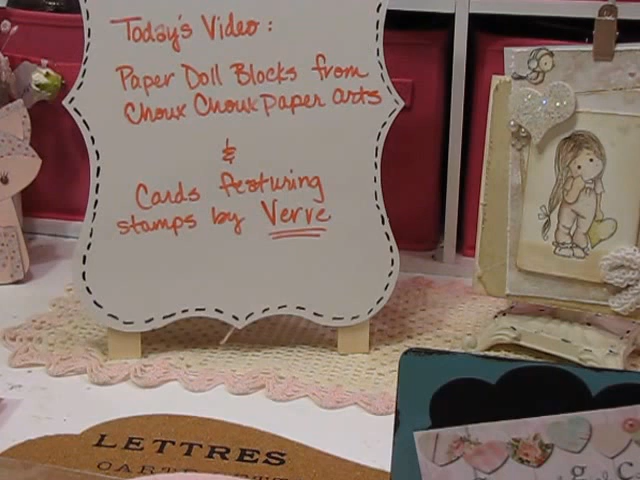 Today's Video:
Paper Doll Blocks from
Choux Choux paper arts
&
Cards featuring
stamps by Verve
LETTRES